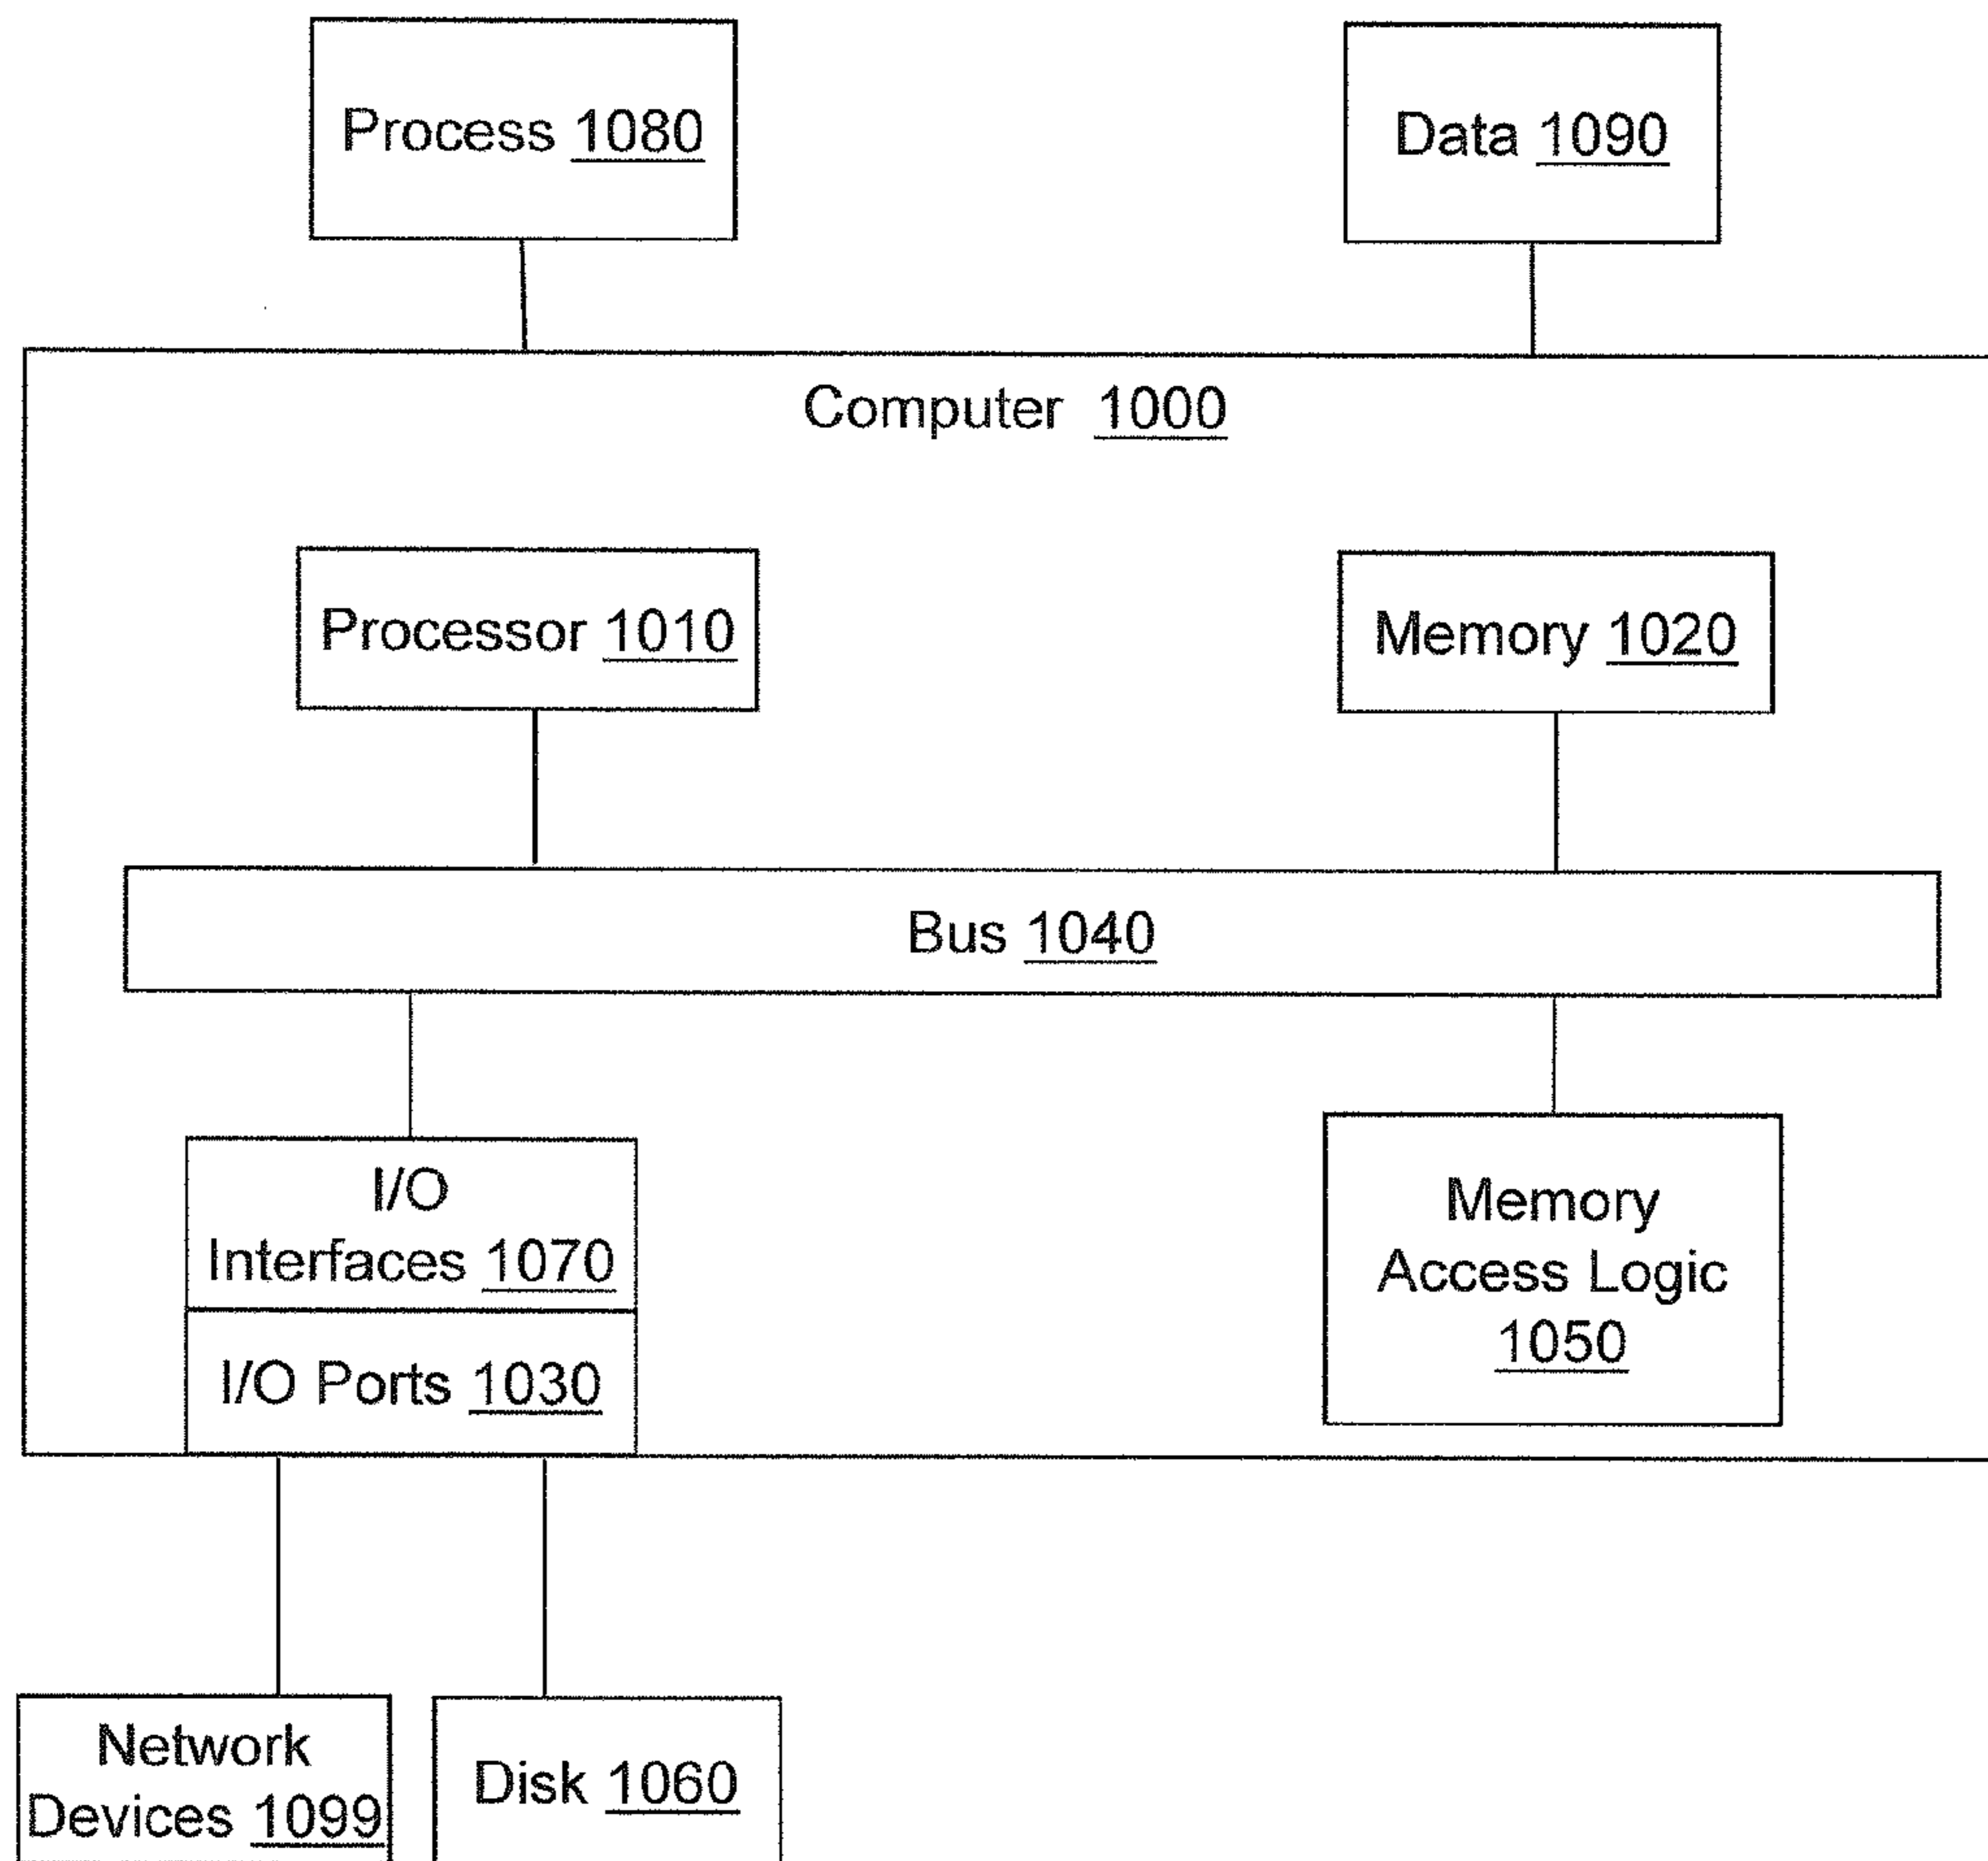 Process 1080
Data 1090
Computer 1000
Processor 1010
Memory 1020
Bus 1040
I/O
Interfaces 1070
I/O Ports 1030
Memory
Access Logic
1050
Network
Devices 1099
Disk 1060